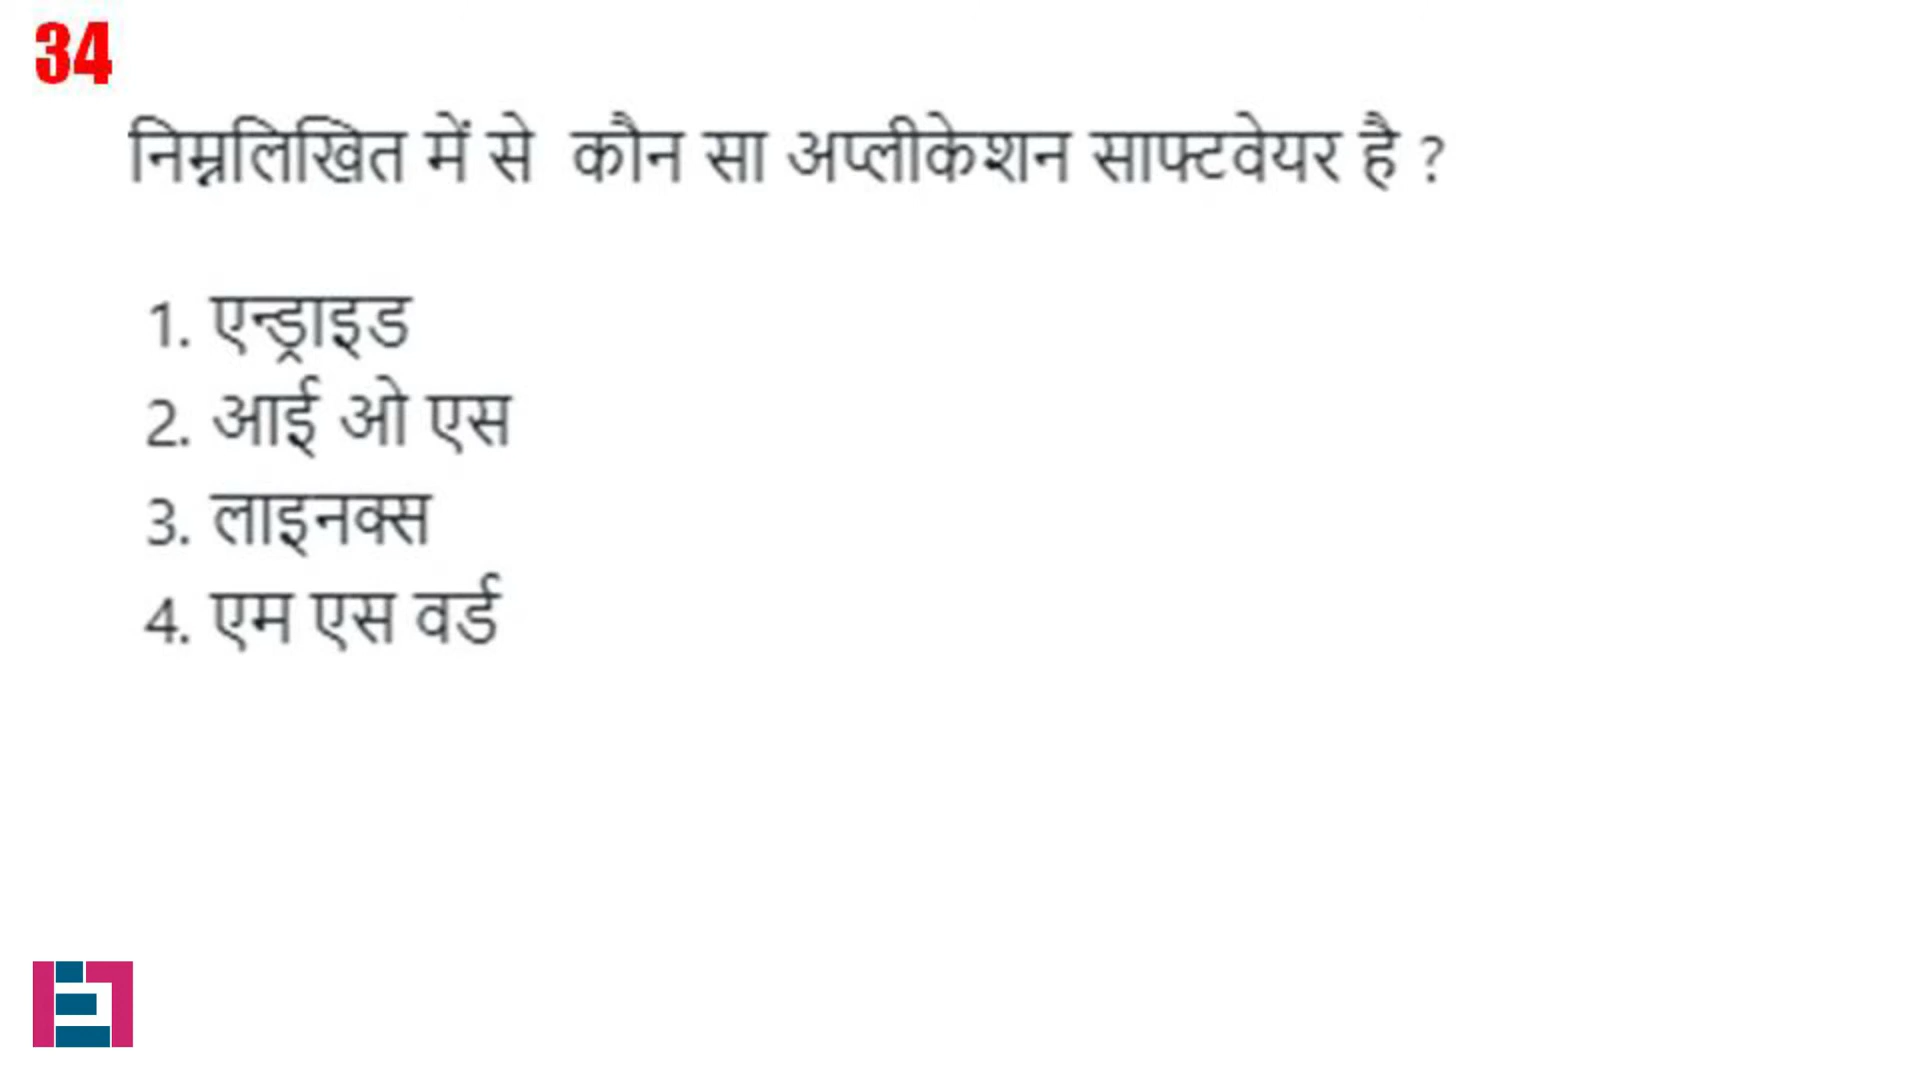 34
निम्नलिखित में से कौन सा अप्लीकेशन साफ्टवेयर है ?
1. एन्ड्राइड
2. आई ओ एस
3. लाइनक्स
4. एम एस वर्ड